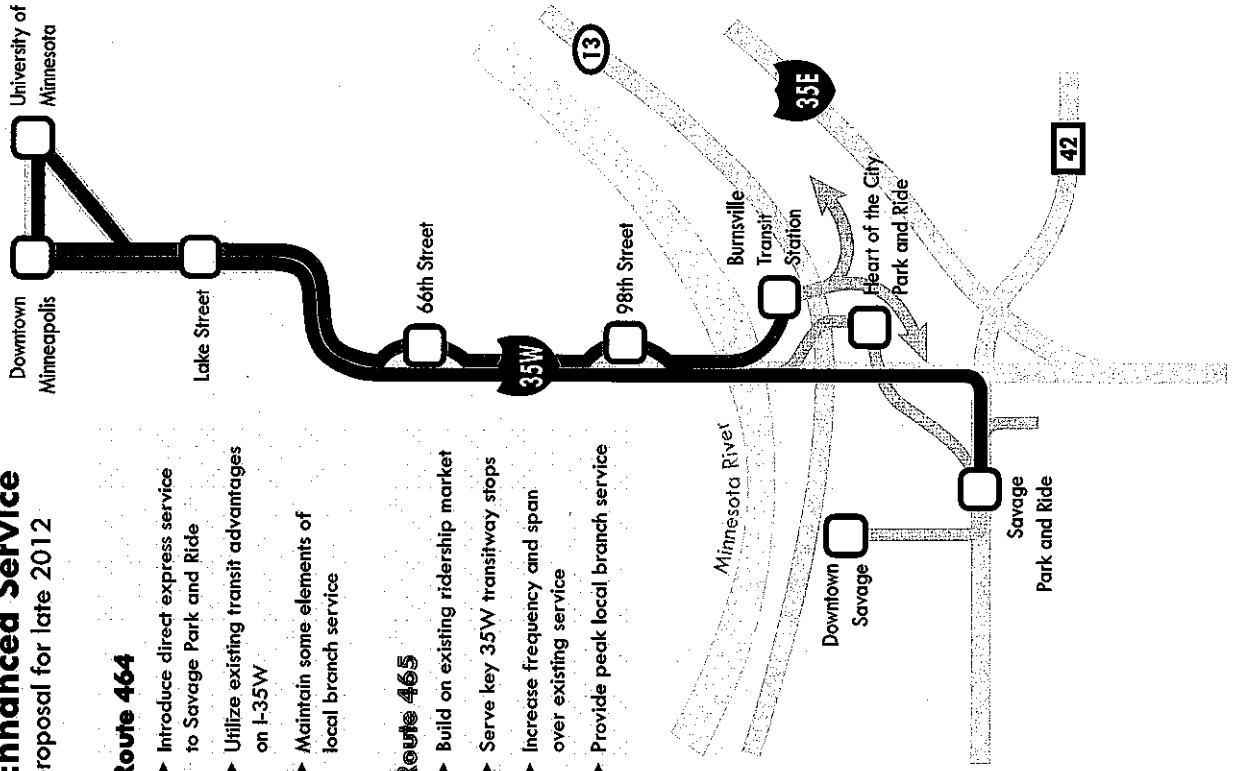 Enhanced Service
roposal for late 2012
Route 464
Introduce direct express service
to Savage Park and Ride
Utilize existing transit advantages
on I-35W
Maintain some elements of
local branch service
Route 465
Build on existing ridership market
Serve key 35W transitway stops
Increase frequency and span
over existing service
Provide peak local branch service
Downtown
Minneapolis
University of
Minnesota
Lake Street
66th Street
35W
98th Street
Minnesota River
Burnsville
Transit
Station
13
35E
Heart of the City
Park and Ride
42
Downtown
Savage
Savage
Park and Ride